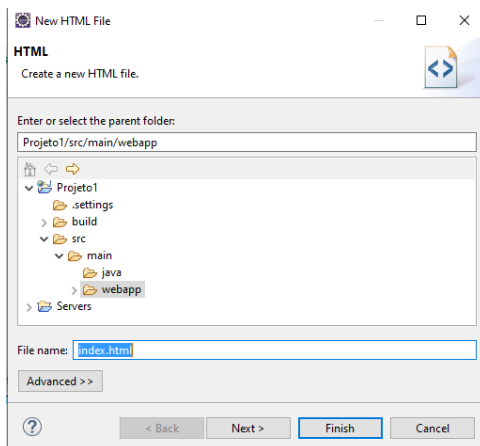 New HTML File
HTML
Create a new HTML file.
Enter or select the parent folder:
Projeto1/src/main/webapp
Projeto1
.settings
build
src
main
java
webapp
Servers
File name: index.html
Advanced >>
< Back Next > Finish Cancel